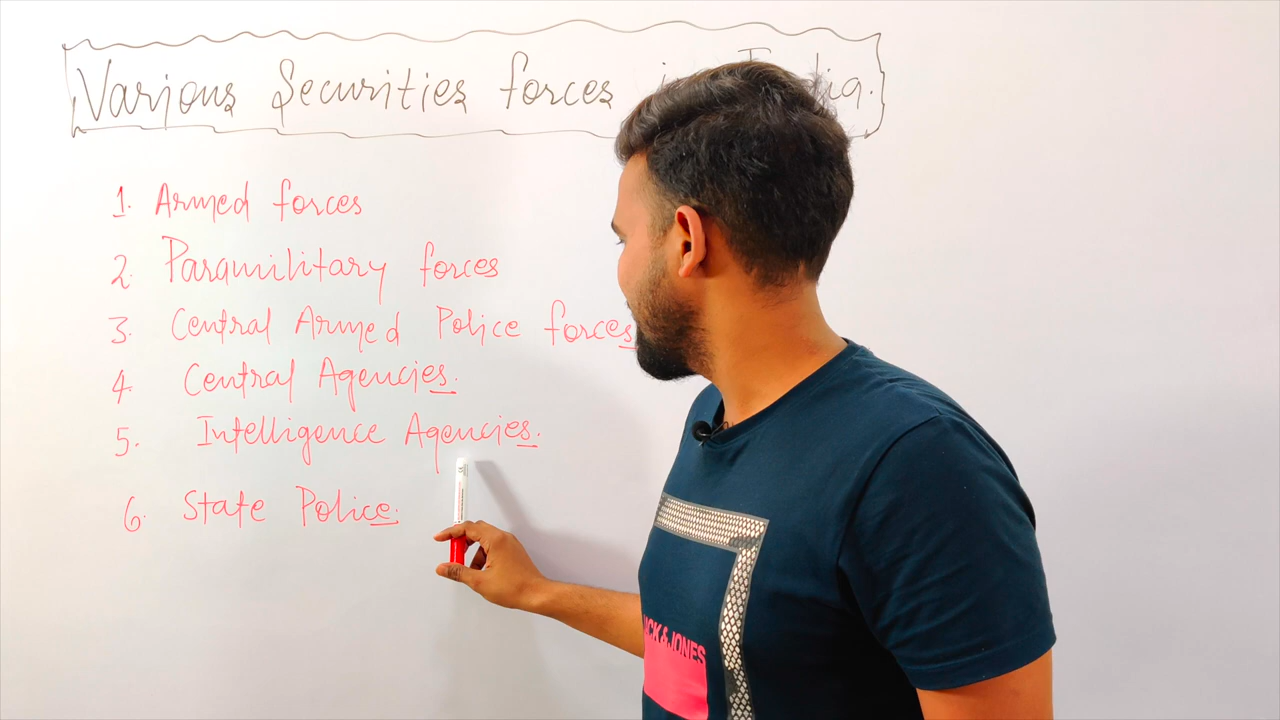 Various Securities forces in India.
1. Armed forces
2. Paramilitary forces
3. Central Armed Police forces
4. Central Agencies.
5. Intelligence Agencies.
6. State Police.
CK & JONES